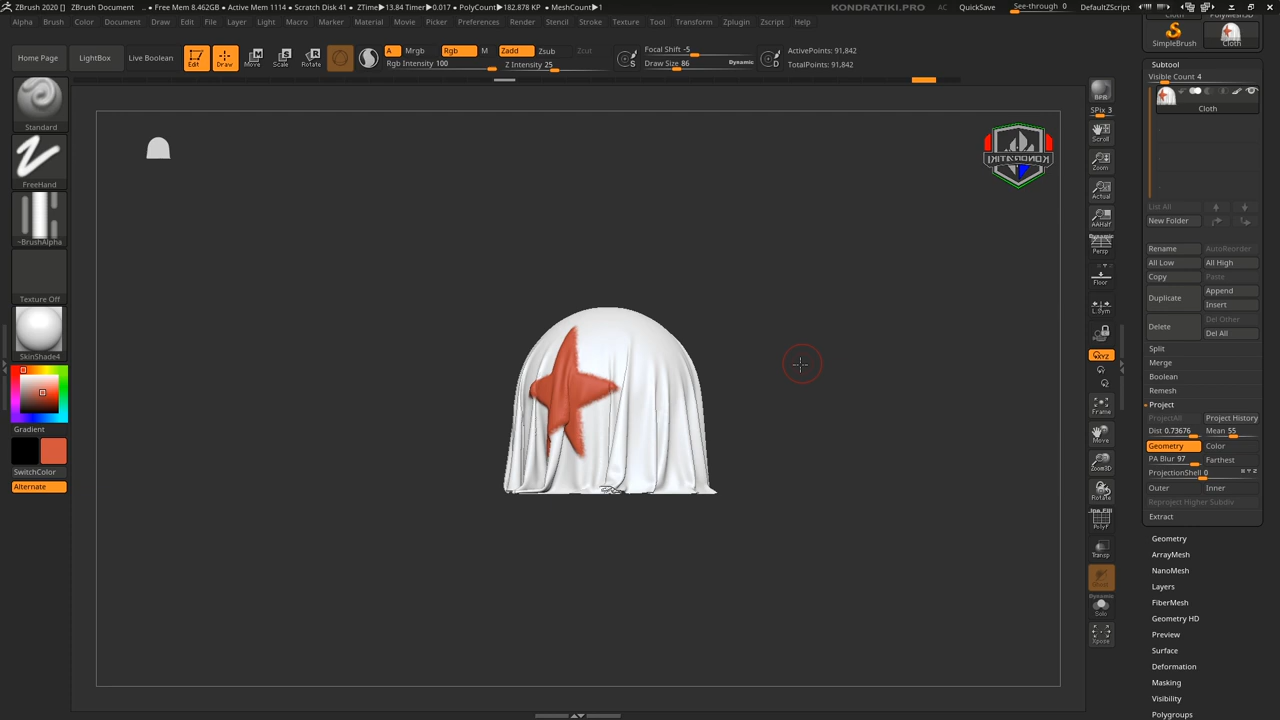 ZBrush 2020 [] ZBrush Document .. ● Free Mem 8.462GB ● Active Mem 1114 ● Scratch Disk 41 ● ZTime▶13.84 Timer▶0.017 ● PolyCount▶182.878 KP ● MeshCount▶1
KONDRATIKI.PRO
AC QuickSave See-through 0 DefaultZScript
Alpha Brush Color Document Draw Edit File Layer Light Macro Marker Material Movie Picker Preferences Render Stencil Stroke Texture Tool Transform Zplugin Zscript Help
Home Page LightBox Live Boolean
Edit Draw Move Scale Rotate
A Mrgb Rgb M Zadd Zsub Zcut
Rgb Intensity 100 Z Intensity 25
Focal Shift -5
Draw Size 86 Dynamic
S D
ActivePoints: 91,842
TotalPoints: 91,842
Standard
FreeHand
~BrushAlpha
Texture Off
SkinShade4
Gradient
SwitchColor
Alternate
BPR
SPix 3
Scroll
Zoom
Actual
AAHalf
Dynamic
Persp
Floor
L.Sym
XYZ
Frame
Move
Zoom3D
Rotate
Line Fill
PolyF
Transp
Dynamic
Solo
Xpose
Cloth PolyMesh3D
SimpleBrush Cloth
Subtool
Visible Count 4
Cloth
List All
New Folder
Rename AutoReorder
All Low All High
Copy Paste
Duplicate Append
Insert
Delete Del Other
Del All
Split
Merge
Boolean
Remesh
Project
ProjectAll Project History
Dist 0.73676 Mean 55
Geometry Color
PA Blur 97 Farthest
ProjectionShell 0
Outer Inner
Reproject Higher Subdiv
Extract
Geometry
ArrayMesh
NanoMesh
Layers
FiberMesh
Geometry HD
Preview
Surface
Deformation
Masking
Visibility
Polygroups